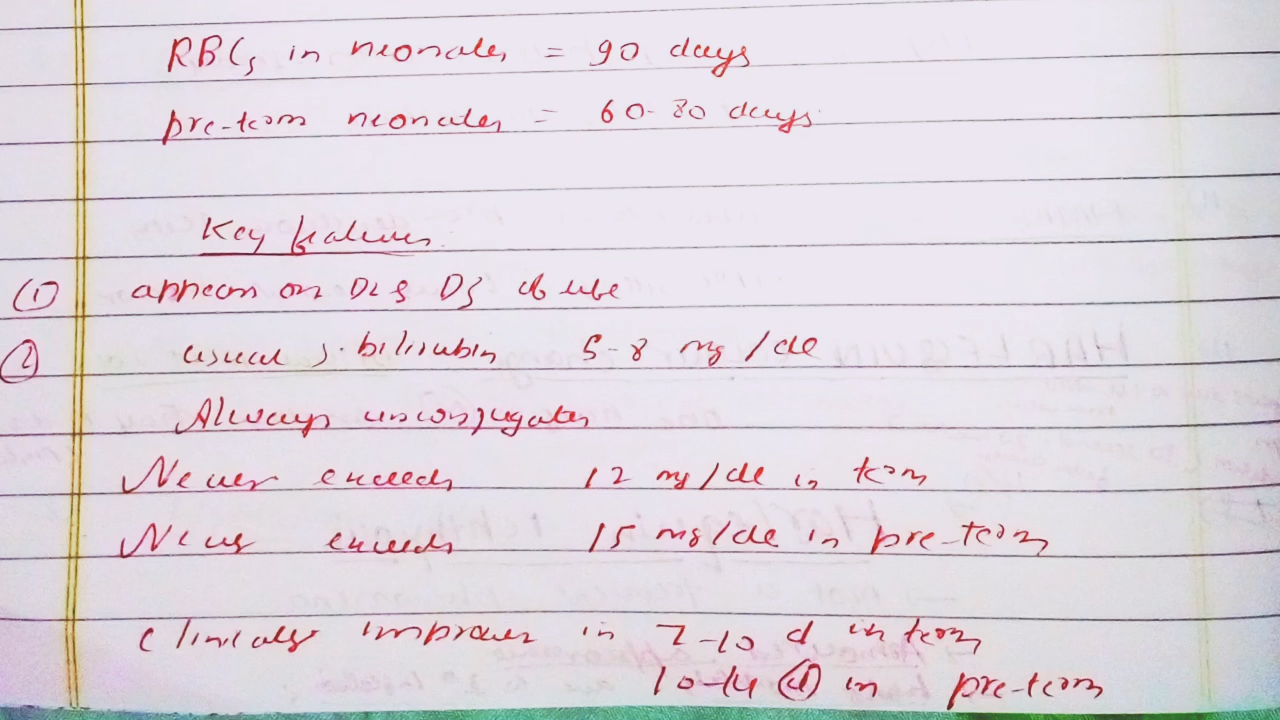 RBCs in neonates = 90 days
pre-term neonates = 60-80 days
Key features
(1) appears on D2 & D3 of life
(2) usual s. bilirubin 5-8 mg/dl
Always unconjugated
Never exceeds 12 mg/dl in term
Never exceeds 15 mg/dl in pre-term
Clinically improves in 7-10 d in term
10-14 (d) in pre-term